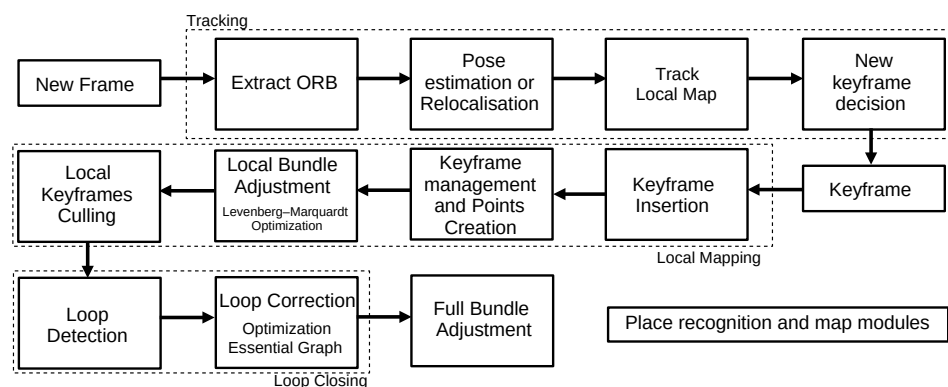 Tracking
New Frame
Extract ORB
Pose
estimation or
Relocalisation
Track
Local Map
New
keyframe
decision
Local
Keyframes
Culling
Local Bundle
Adjustment
Levenberg–Marquardt
Optimization
Keyframe
management
and Points
Creation
Keyframe
Insertion
Keyframe
Local Mapping
Loop
Detection
Loop Correction
Optimization
Essential Graph
Full Bundle
Adjustment
Place recognition and map modules
Loop Closing